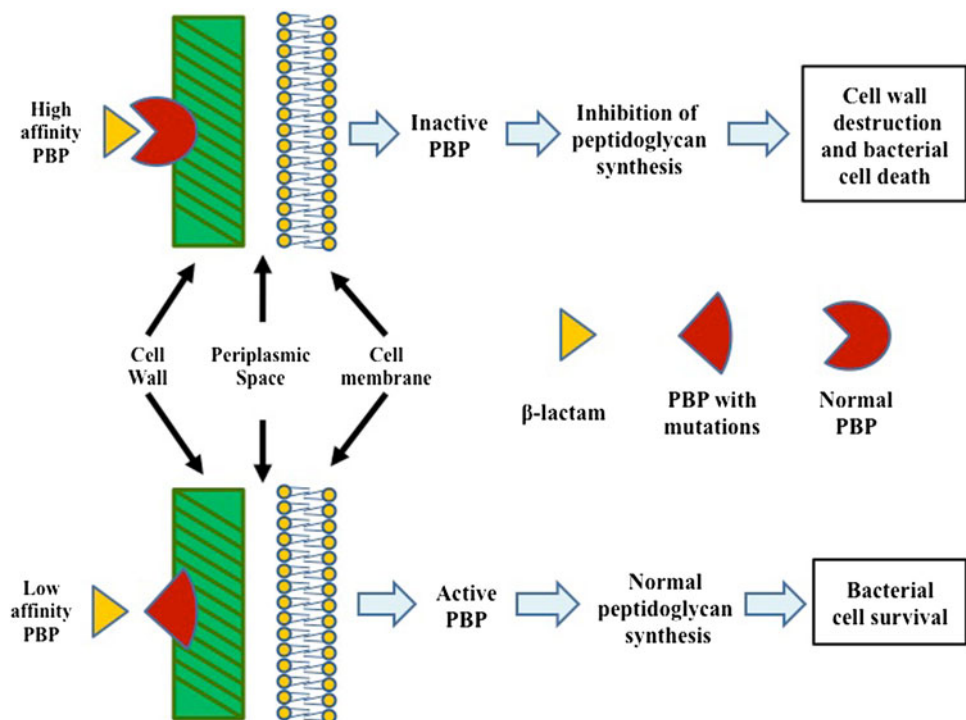 High
affinity
PBP
Inactive
PBP
Inhibition of
peptidoglycan
synthesis
Cell wall
destruction
and bacterial
cell death
Cell
Wall
Periplasmic
Space
Cell
membrane
β-lactam
PBP with
mutations
Normal
PBP
Low
affinity
PBP
Active
PBP
Normal
peptidoglycan
synthesis
Bacterial
cell survival